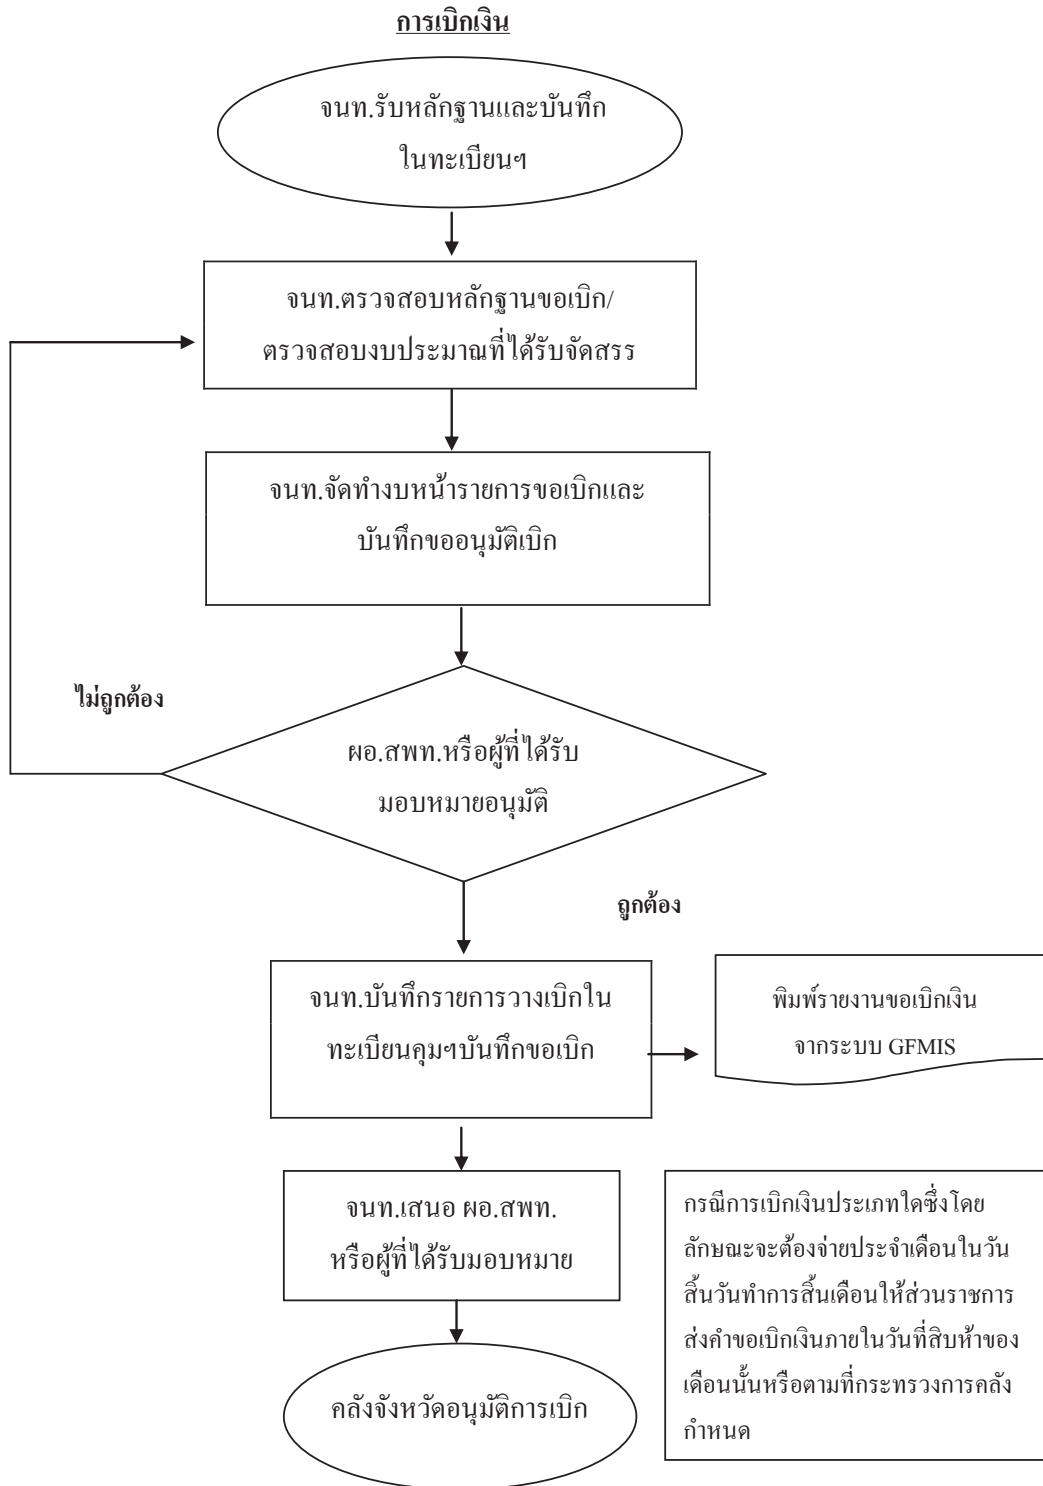 การเบิกเงิน
จนท.รับหลักฐานและบันทึก
ในทะเบียนฯ
จนท.ตรวจสอบหลักฐานขอเบิก/
ตรวจสอบงบประมาณที่ได้รับจัดสรร
จนท.จัดทำงบหน้ารายการขอเบิกและ
บันทึกขออนุมัติเบิก
ไม่ถูกต้อง
ผอ.สพท.หรือผู้ที่ได้รับ
มอบหมายอนุมัติ
ถูกต้อง
จนท.บันทึกรายการวางเบิกใน
ทะเบียนคุมฯบันทึกขอเบิก
พิมพ์รายงานขอเบิกเงิน
จากระบบ GFMIS
จนท.เสนอ ผอ.สพท.
หรือผู้ที่ได้รับมอบหมาย
กรณีการเบิกเงินประเภทใดซึ่งโดย
ลักษณะจะต้องจ่ายประจำเดือนในวัน
สิ้นวันทำการสิ้นเดือนให้ส่วนราชการ
ส่งคำขอเบิกเงินภายในวันที่สิบห้าของ
เดือนนั้นหรือตามที่กระทรวงการคลัง
กำหนด
คลังจังหวัดอนุมัติการเบิก